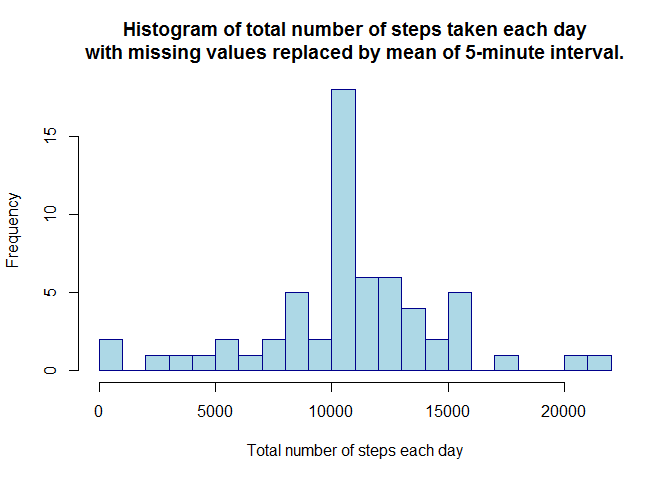 Histogram of total number of steps taken each day
with missing values replaced by mean of 5-minute interval.
Frequency
15
10
5
0
0 5000 10000 15000 20000
Total number of steps each day